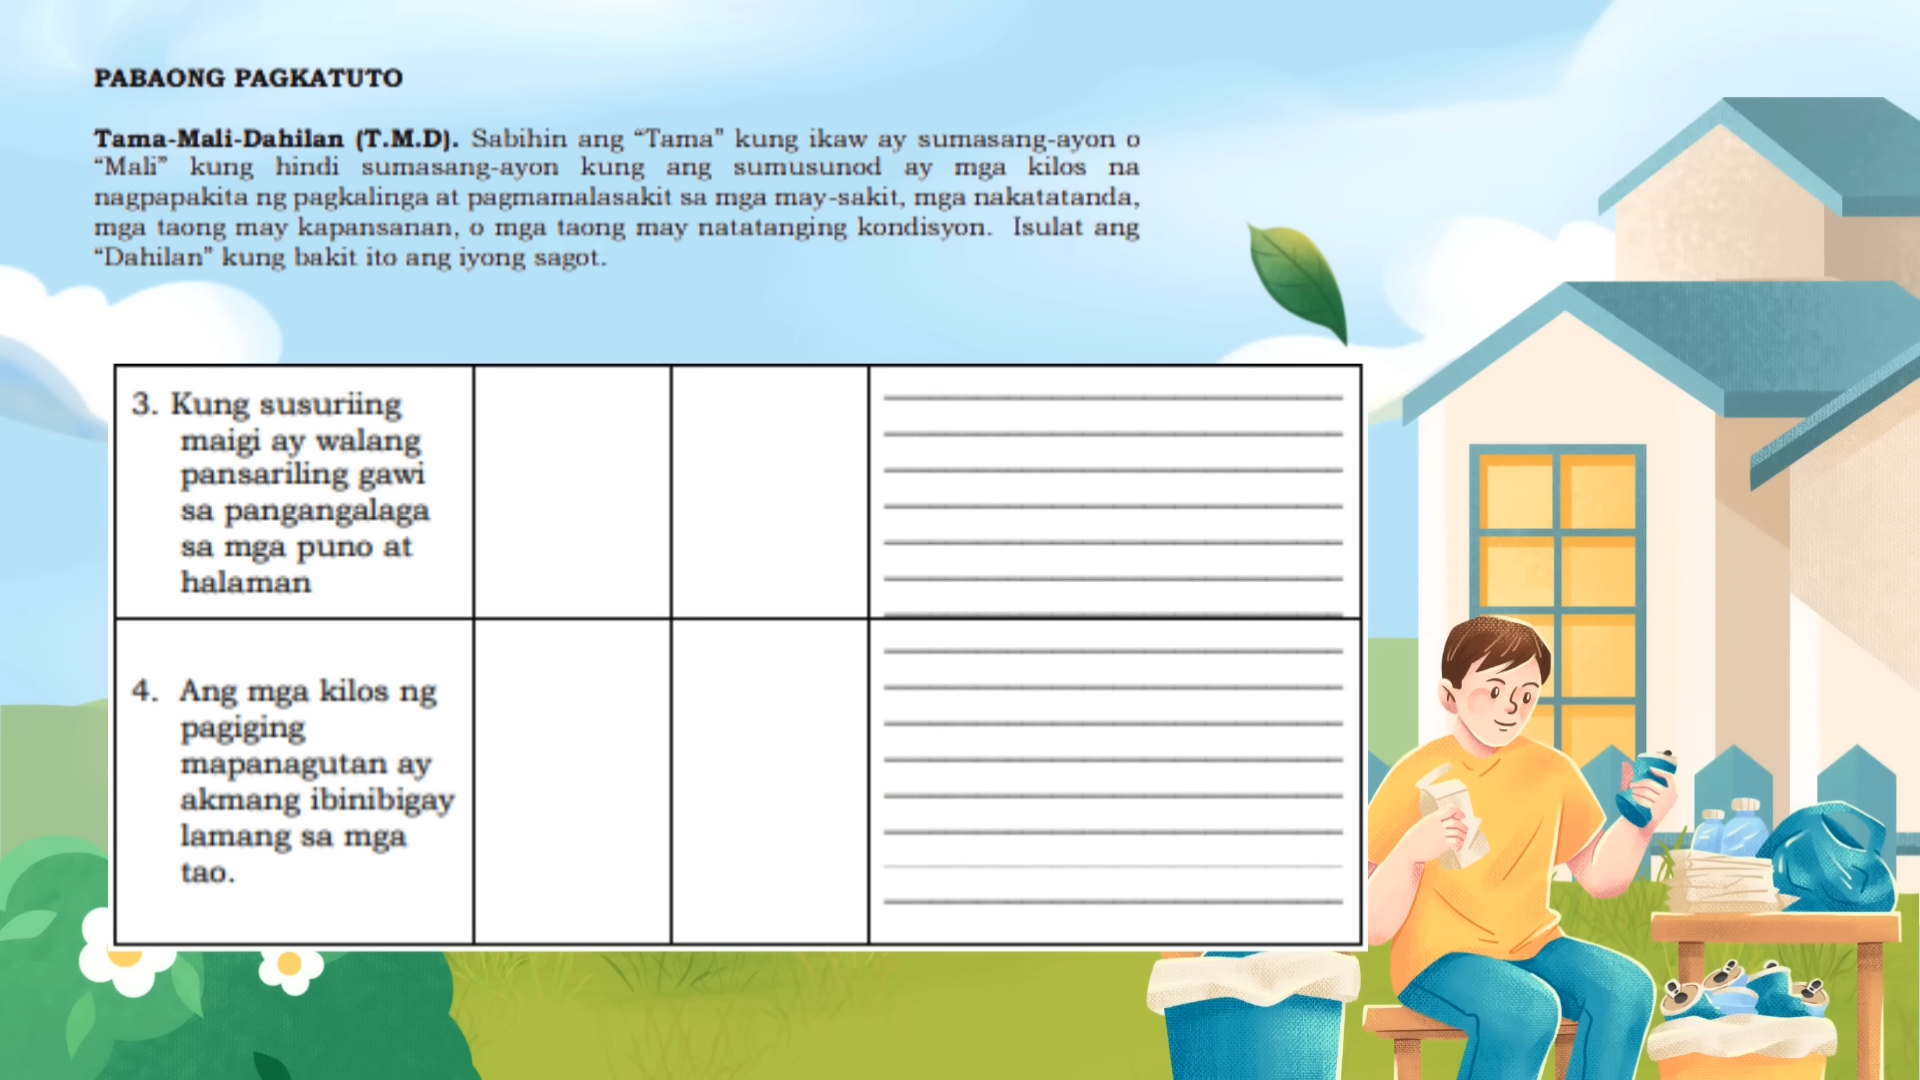 PABAONG PAGKATUTO
Tama-Mali-Dahilan (T.M.D). Sabihin ang “Tama” kung ikaw ay sumasang-ayon o
“Mali” kung hindi sumasang-ayon kung ang sumusunod ay mga kilos na
nagpapakita ng pagkalinga at pagmamalasakit sa mga may-sakit, mga nakatatanda,
mga taong may kapansanan, o mga taong may natatanging kondisyon. Isulat ang
“Dahilan” kung bakit ito ang iyong sagot.
3. Kung susuriing
maigi ay walang
pansariling gawi
sa pangangalaga
sa mga puno at
halaman
4. Ang mga kilos ng
pagiging
mapanagutan ay
akmang ibinibigay
lamang sa mga
tao.